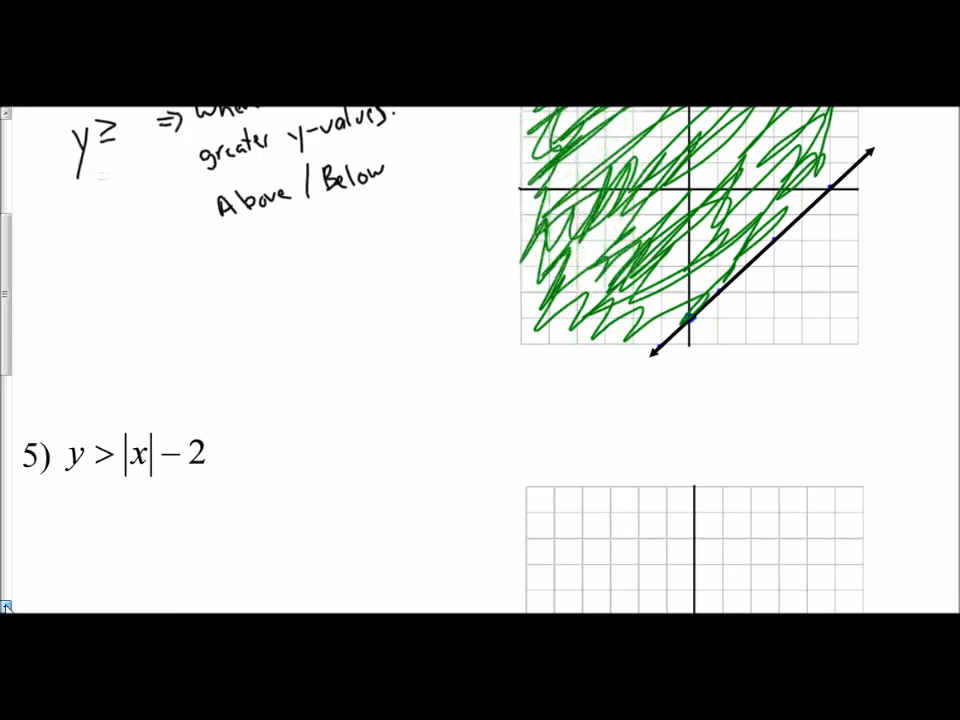 y ≥ ⇒
greater y-values.
Above / Below
5) y > |x| − 2